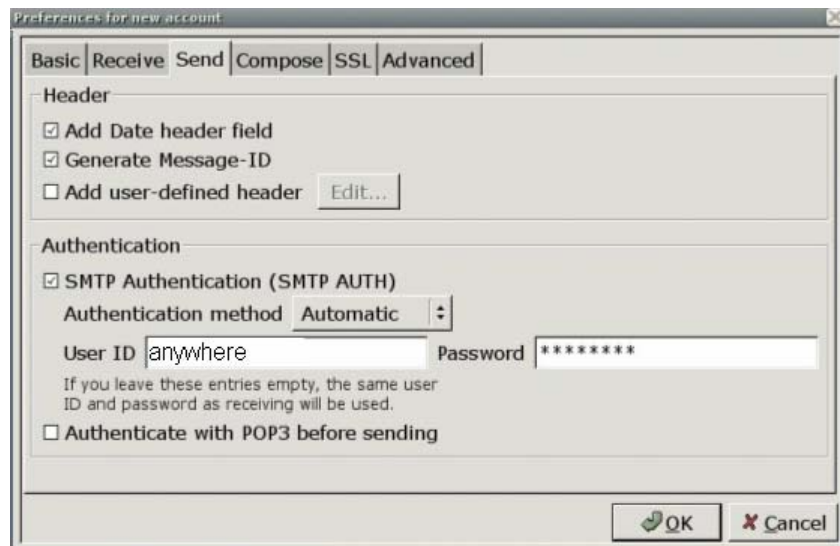 Preferences for new account
Basic Receive Send Compose SSL Advanced
Header
Add Date header field
Generate Message-ID
Add user-defined header Edit...
Authentication
SMTP Authentication (SMTP AUTH)
Authentication method Automatic
User ID anywhere Password ********
If you leave these entries empty, the same user
ID and password as receiving will be used.
Authenticate with POP3 before sending
OK Cancel